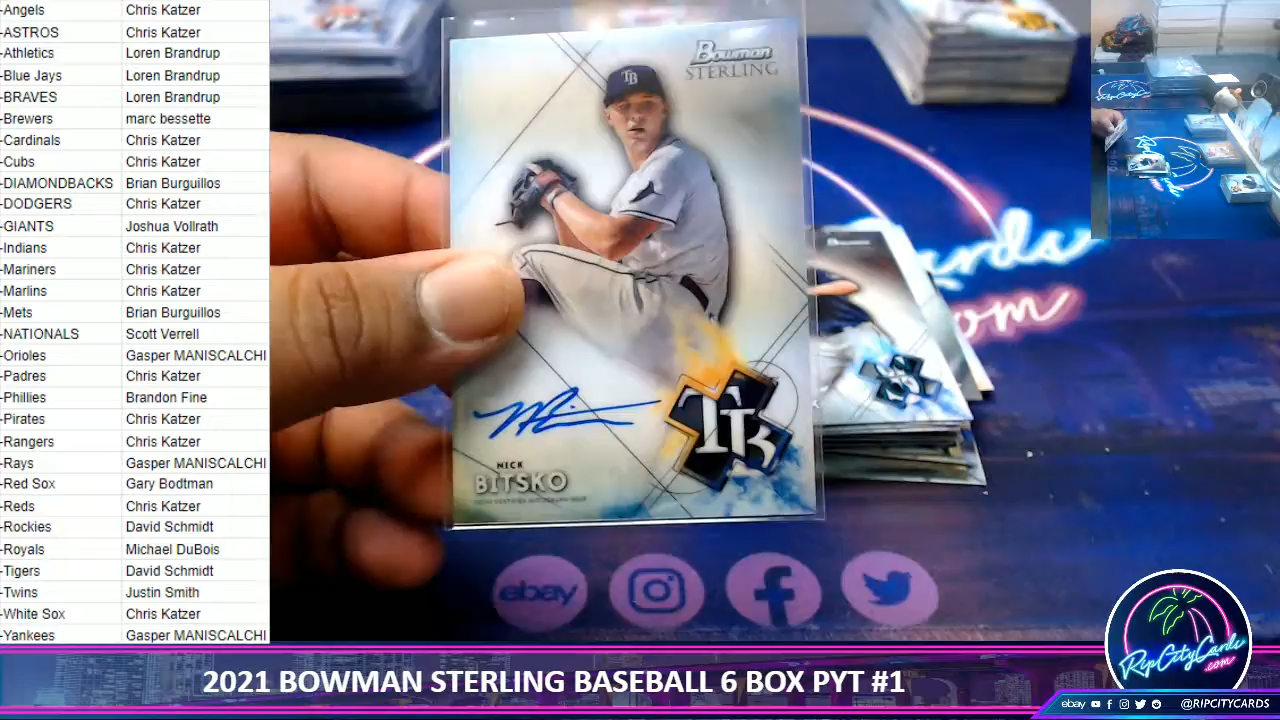 -Angels Chris Katzer
-ASTROS Chris Katzer
-Athletics Loren Brandrup
-Blue Jays Loren Brandrup
-BRAVES Loren Brandrup
-Brewers marc bessette
-Cardinals Chris Katzer
-Cubs Chris Katzer
-DIAMONDBACKS Brian Burguillos
-DODGERS Chris Katzer
-GIANTS Joshua Vollrath
-Indians Chris Katzer
-Mariners Chris Katzer
-Marlins Chris Katzer
-Mets Brian Burguillos
-NATIONALS Scott Verrell
-Orioles Gasper MANISCALCHI
-Padres Chris Katzer
-Phillies Brandon Fine
-Pirates Chris Katzer
-Rangers Chris Katzer
-Rays Gasper MANISCALCHI
-Red Sox Gary Bodtman
-Reds Chris Katzer
-Rockies David Schmidt
-Royals Michael DuBois
-Tigers David Schmidt
-Twins Justin Smith
-White Sox Chris Katzer
-Yankees Gasper MANISCALCHI
Bowman
STERLING
TB
TB
NICK
BITSKO
ards
om
ebay
RipCityCards
.com
2021 BOWMAN STERLING BASEBALL 6 BOX PYT #1
ebay @RIPCITYCARDS